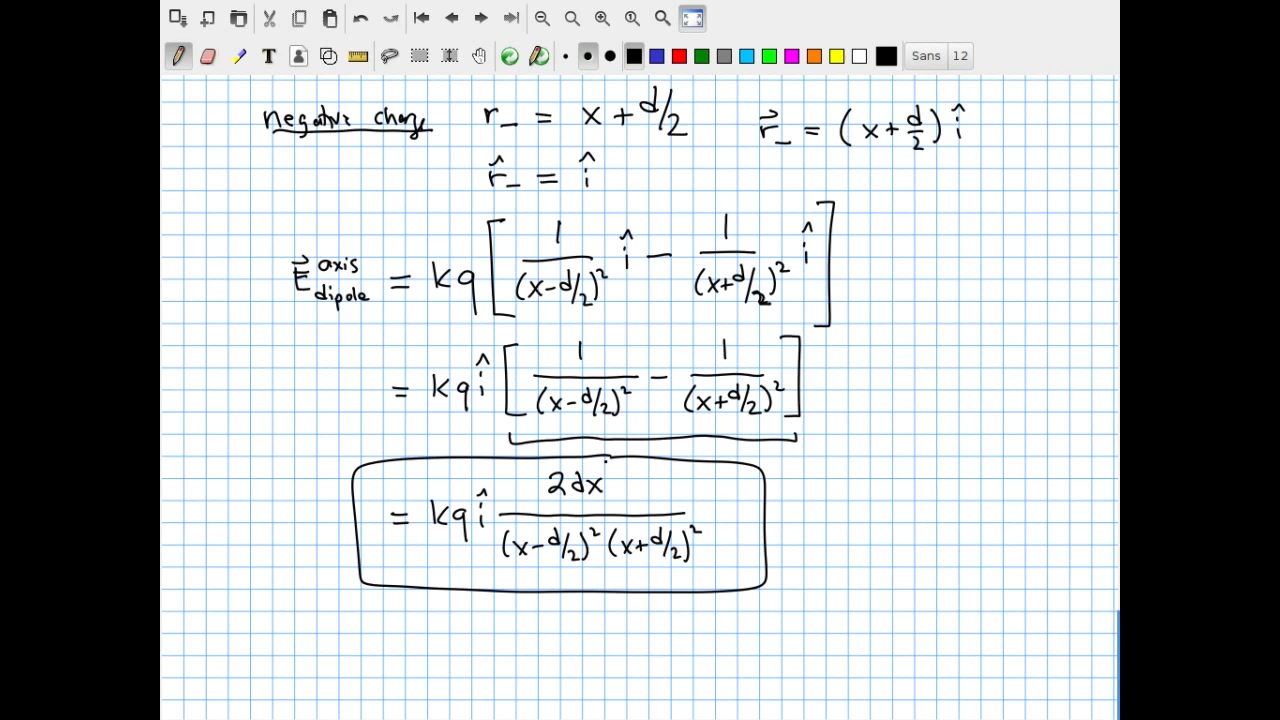 Sans 12
negative charge r₋ = x + d/2 r⃗₋ = (x + d/2) î
r̂₋ = î
E⃗ axis dipole = kq [ 1/(x-d/2)² î - 1/(x+d/2)² î ]
= kq î [ 1/(x-d/2)² - 1/(x+d/2)² ]
= kq î 2dx/((x-d/2)² (x+d/2)²)